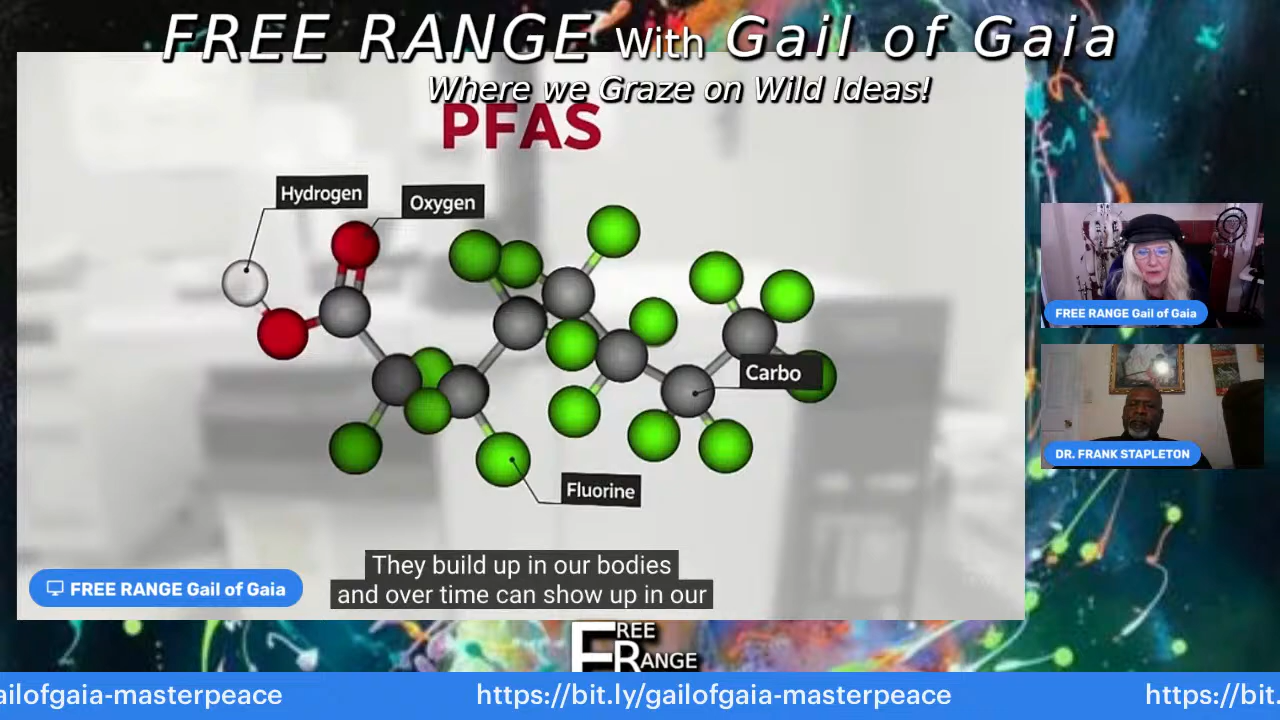 FREE RANGE With Gail of Gaia
Where we Graze on Wild Ideas!
PFAS
Hydrogen
Oxygen
Carbo
Fluorine
They build up in our bodies
and over time can show up in our
FREE RANGE Gail of Gaia
FREE RANGE Gail of Gaia
DR. FRANK STAPLETON
FREE
RANGE
ailofgaia-masterpeace https://bit.ly/gailofgaia-masterpeace https://bit.